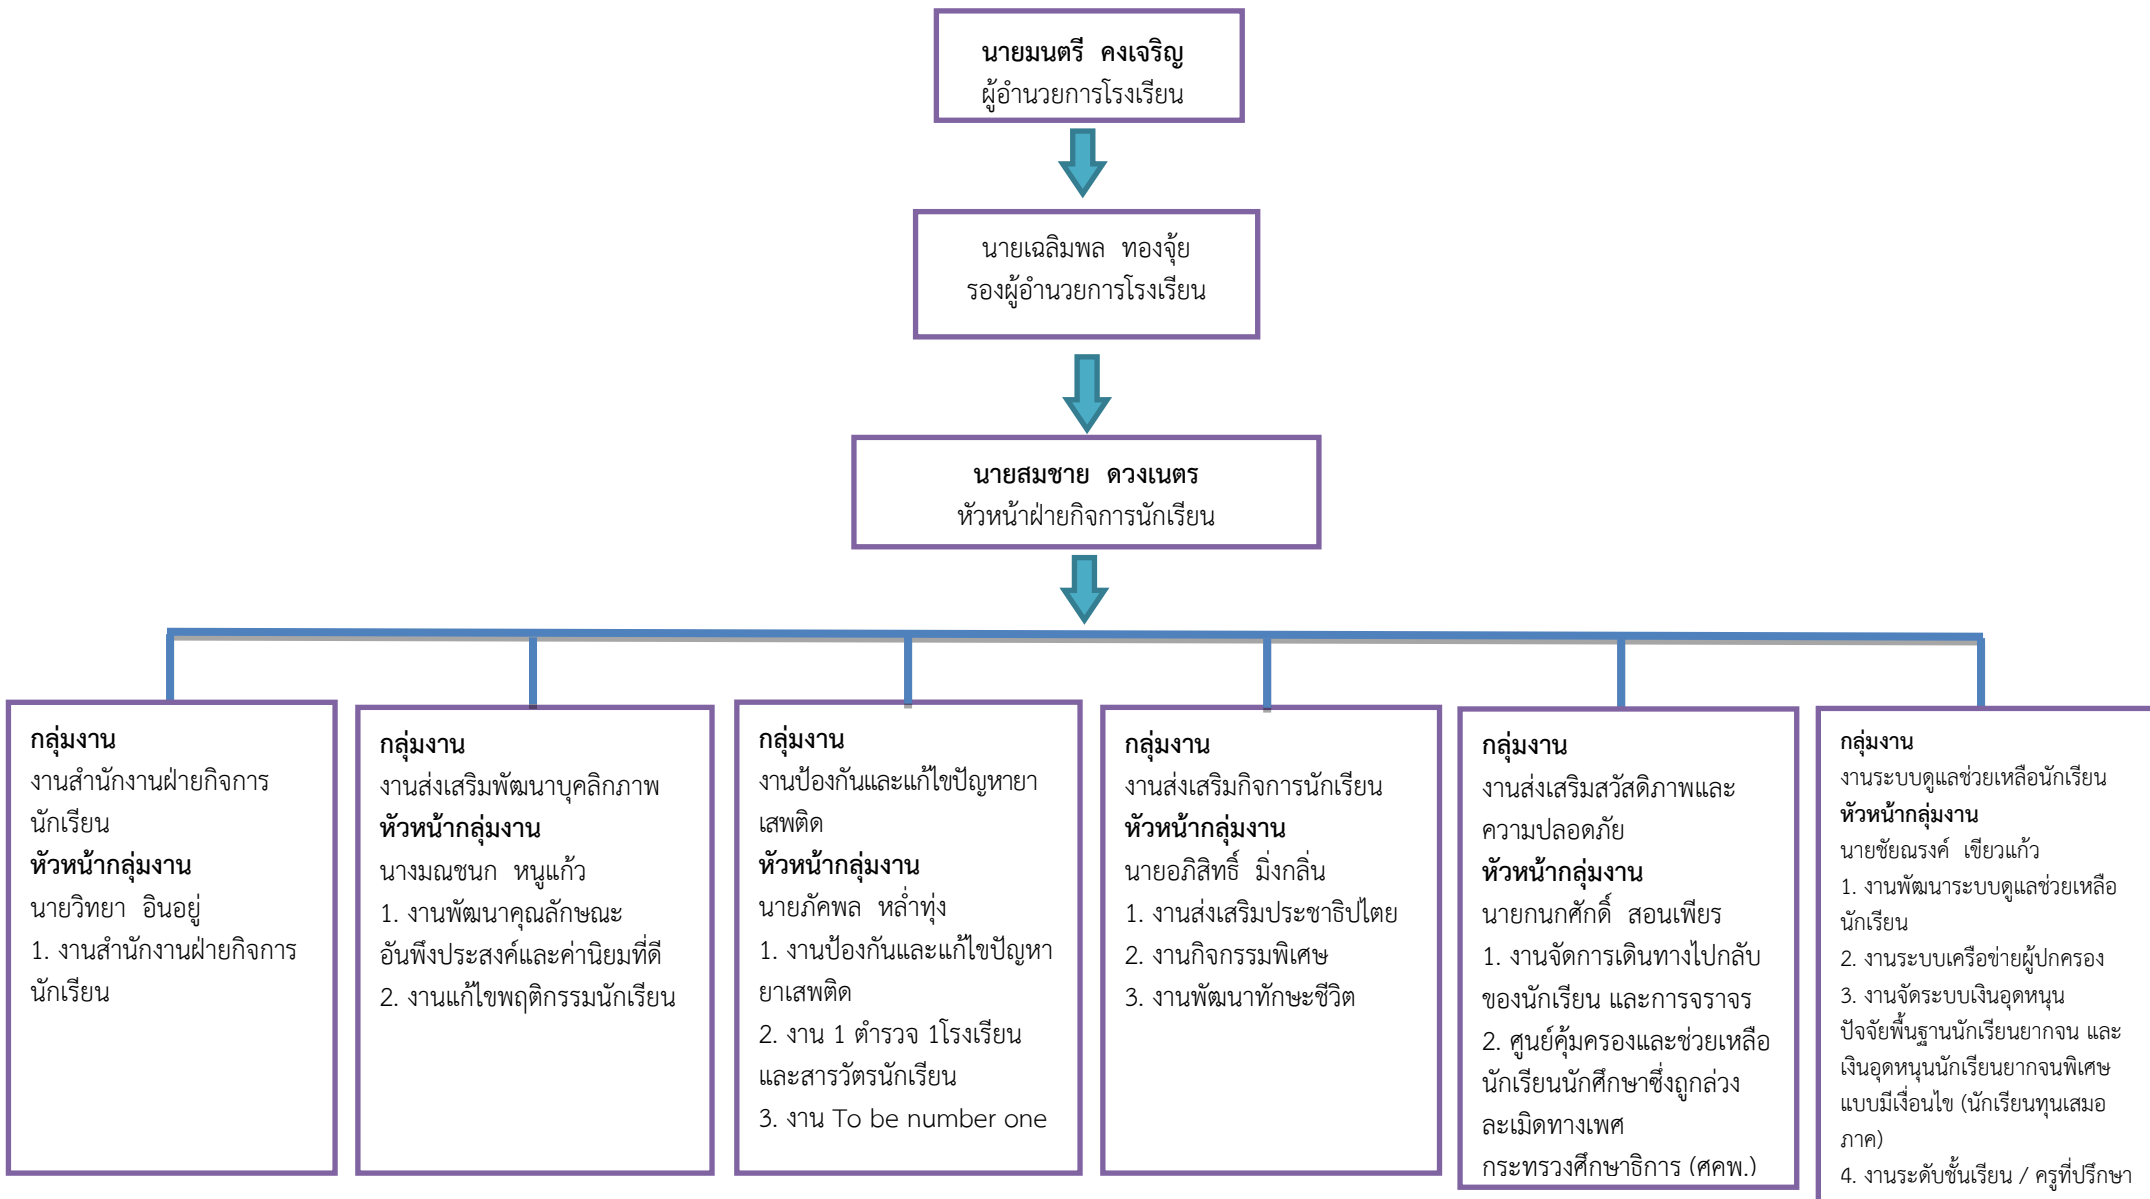 นายมนตรี คงเจริญ
ผู้อำนวยการโรงเรียน
นายเฉลิมพล ทองจุ้ย
รองผู้อำนวยการโรงเรียน
นายสมชาย ดวงเนตร
หัวหน้าฝ่ายกิจการนักเรียน
กลุ่มงาน
งานสำนักงานฝ่ายกิจการ
นักเรียน
หัวหน้ากลุ่มงาน
นายวิทยา อินอยู่
1. งานสำนักงานฝ่ายกิจการ
นักเรียน
กลุ่มงาน
งานส่งเสริมพัฒนาบุคลิกภาพ
หัวหน้ากลุ่มงาน
นางมณชนก หนูแก้ว
1. งานพัฒนาคุณลักษณะ
อันพึงประสงค์และค่านิยมที่ดี
2. งานแก้ไขพฤติกรรมนักเรียน
กลุ่มงาน
งานป้องกันและแก้ไขปัญหายา
เสพติด
หัวหน้ากลุ่มงาน
นายภัคพล หล่ำทุ่ง
1. งานป้องกันและแก้ไขปัญหา
ยาเสพติด
2. งาน 1 ตำรวจ 1โรงเรียน
และสารวัตรนักเรียน
3. งาน To be number one
กลุ่มงาน
งานส่งเสริมกิจการนักเรียน
หัวหน้ากลุ่มงาน
นายอภิสิทธิ์ มิ่งกลิ่น
1. งานส่งเสริมประชาธิปไตย
2. งานกิจกรรมพิเศษ
3. งานพัฒนาทักษะชีวิต
กลุ่มงาน
งานส่งเสริมสวัสดิภาพและ
ความปลอดภัย
หัวหน้ากลุ่มงาน
นายกนกศักดิ์ สอนเพียร
1. งานจัดการเดินทางไปกลับ
ของนักเรียน และการจราจร
2. ศูนย์คุ้มครองและช่วยเหลือ
นักเรียนนักศึกษาซึ่งถูกล่วง
ละเมิดทางเพศ
กระทรวงศึกษาธิการ (ศคพ.)
กลุ่มงาน
งานระบบดูแลช่วยเหลือนักเรียน
หัวหน้ากลุ่มงาน
นายชัยณรงค์ เขียวแก้ว
1. งานพัฒนาระบบดูแลช่วยเหลือ
นักเรียน
2. งานระบบเครือข่ายผู้ปกครอง
3. งานจัดระบบเงินอุดหนุน
ปัจจัยพื้นฐานนักเรียนยากจน และ
เงินอุดหนุนนักเรียนยากจนพิเศษ
แบบมีเงื่อนไข (นักเรียนทุนเสมอ
ภาค)
4. งานระดับชั้นเรียน / ครูที่ปรึกษา